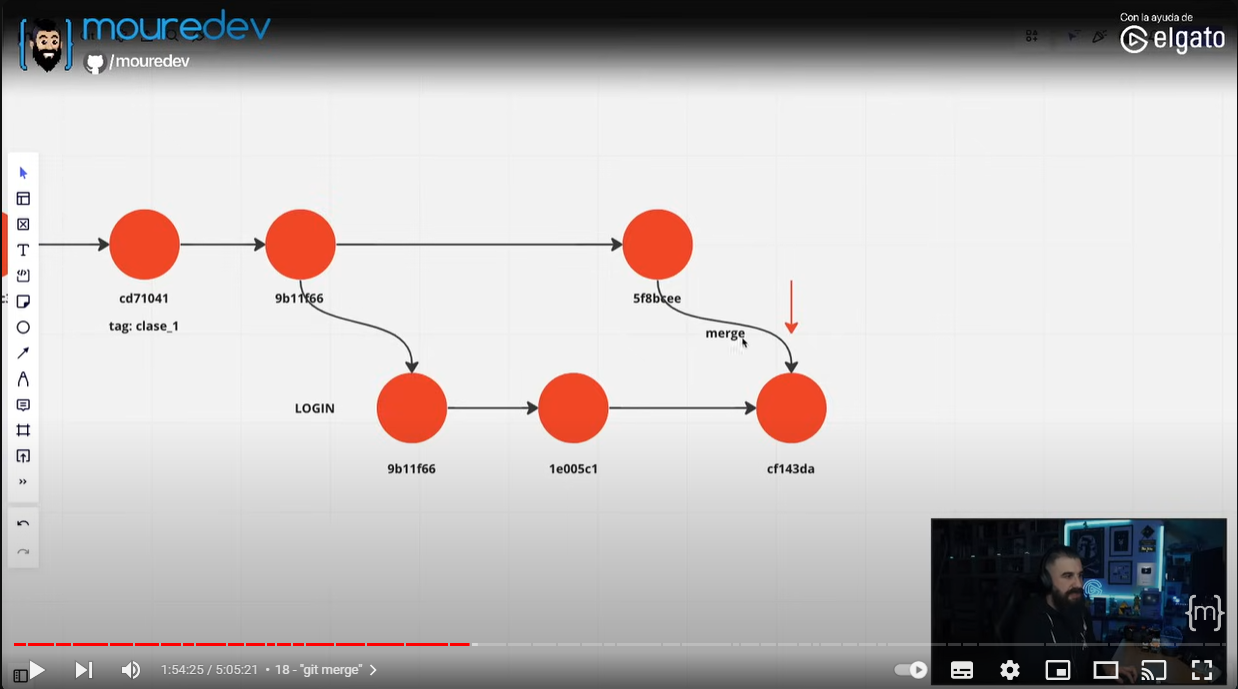 mouredev
/mouredev
Con la ayuda de
elgato
cd71041
9b11f66
5f8bcee
tag: clase_1
merge
LOGIN
9b11f66
1e005c1
cf143da
{m}
1:54:25 / 5:05:21 • 18 - "git merge"